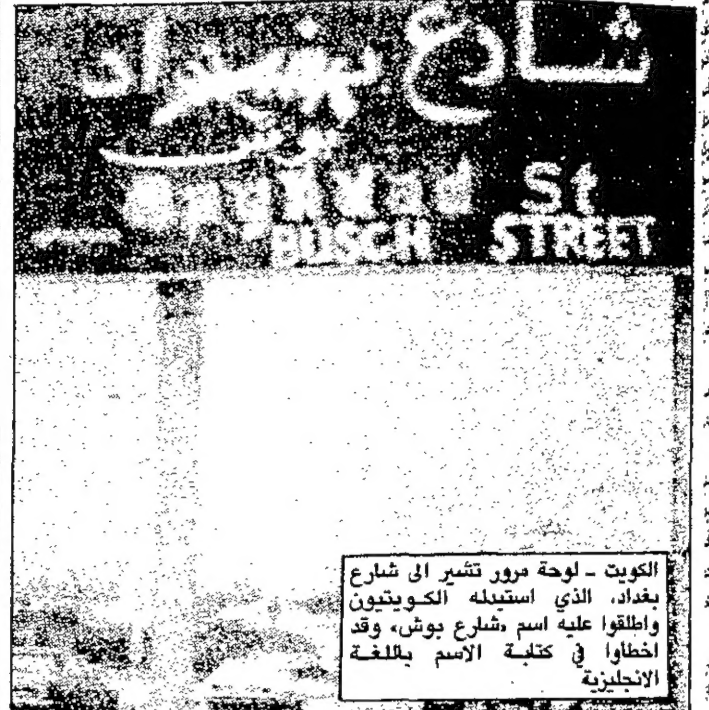 شارع بغداد
بوش
Baghdad St
BUSCH STREET
الكويت ـ لوحة مرور تشير الى شارع
بغداد، الذي استبدله الكويتيون
واطلقوا عليه اسم «شارع بوش» وقد
اخطأوا في كتابة الاسم باللغة
الانجليزية